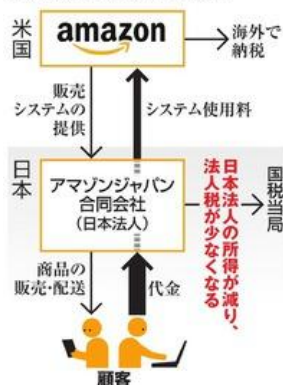 米国
amazon
海外で
納税
販売
システムの
提供
システム使用料
日本
アマゾンジャパン
合同会社
(日本法人)
日本法人の所得が減り、
法人税が少なくなる
国税当局
商品の
販売・配送
代金
顧客